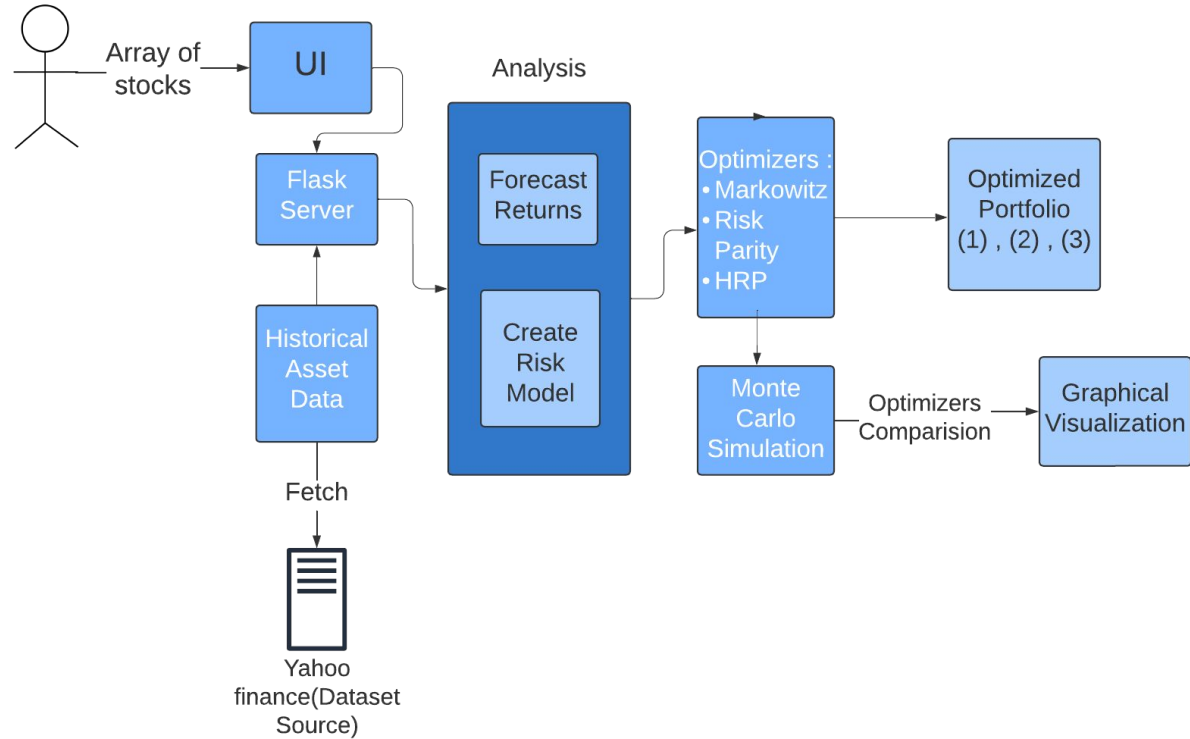 Array of
stocks
UI
Analysis
Flask
Server
Forecast
Returns
Optimizers :
• Markowitz
• Risk
Parity
• HRP
Optimized
Portfolio
(1) , (2) , (3)
Historical
Asset
Data
Create
Risk
Model
Monte
Carlo
Simulation
Optimizers
Comparision
Graphical
Visualization
Fetch
Yahoo
finance(Dataset
Source)